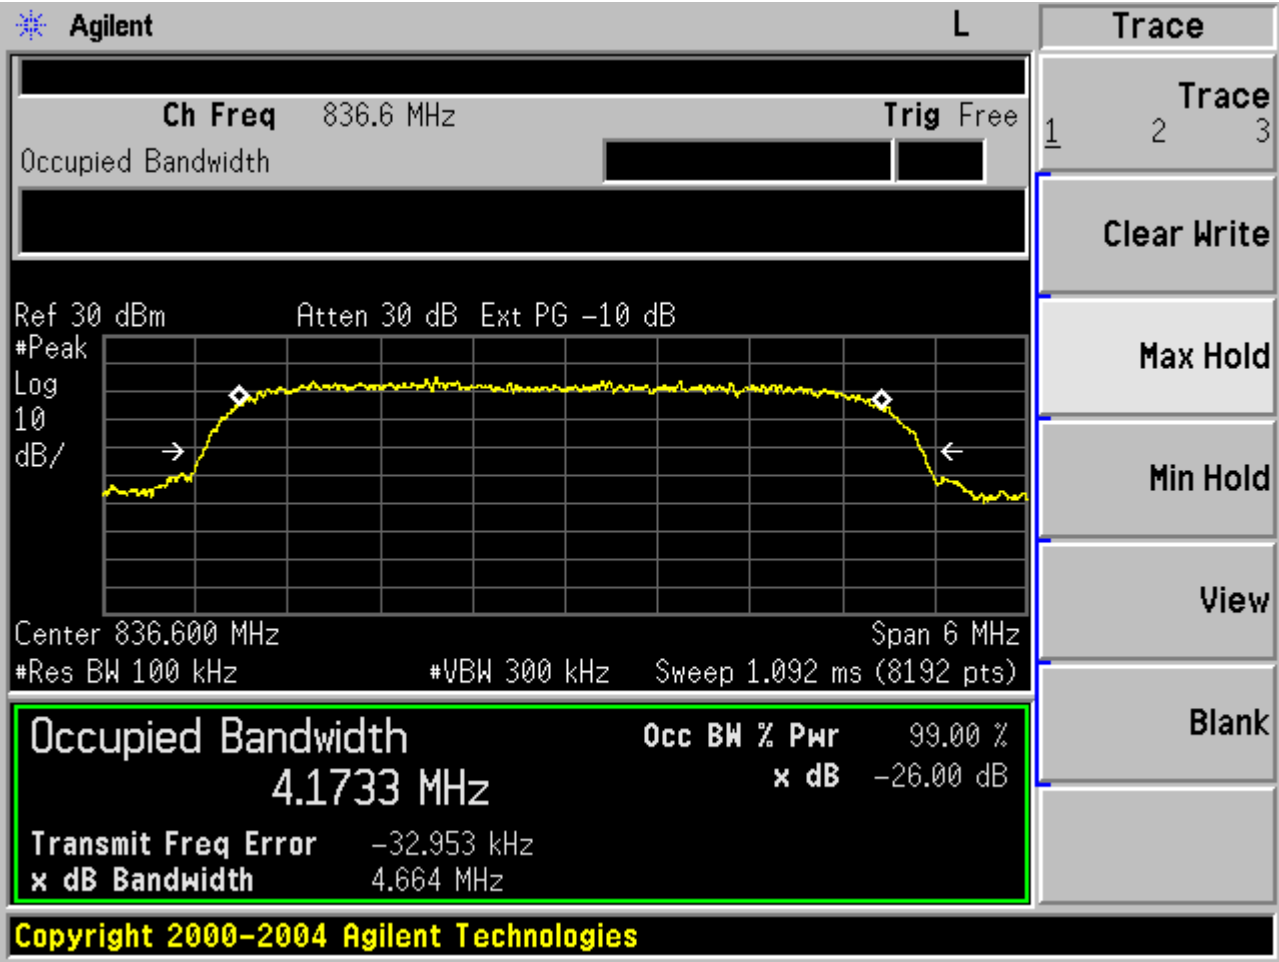 Agilent L Trace
Ch Freq 836.6 MHz Trig Free
Occupied Bandwidth
Trace
1 2 3
Clear Write
Max Hold
Min Hold
View
Blank
Ref 30 dBm Atten 30 dB Ext PG −10 dB
#Peak
Log
10
dB/
Center 836.600 MHz Span 6 MHz
#Res BW 100 kHz #VBW 300 kHz Sweep 1.092 ms (8192 pts)
Occupied Bandwidth Occ BW % Pwr 99.00 %
4.1733 MHz x dB −26.00 dB
Transmit Freq Error −32.953 kHz
x dB Bandwidth 4.664 MHz
Copyright 2000−2004 Agilent Technologies